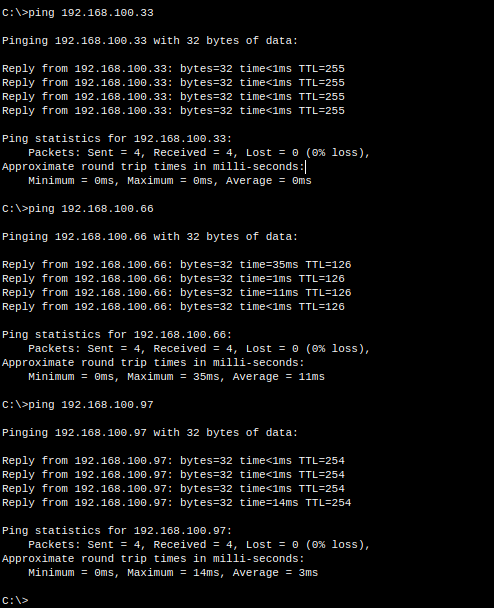 C:\>ping 192.168.100.33
Pinging 192.168.100.33 with 32 bytes of data:
Reply from 192.168.100.33: bytes=32 time<1ms TTL=255
Reply from 192.168.100.33: bytes=32 time<1ms TTL=255
Reply from 192.168.100.33: bytes=32 time<1ms TTL=255
Reply from 192.168.100.33: bytes=32 time<1ms TTL=255
Ping statistics for 192.168.100.33:
    Packets: Sent = 4, Received = 4, Lost = 0 (0% loss),
Approximate round trip times in milli-seconds:
    Minimum = 0ms, Maximum = 0ms, Average = 0ms
C:\>ping 192.168.100.66
Pinging 192.168.100.66 with 32 bytes of data:
Reply from 192.168.100.66: bytes=32 time=35ms TTL=126
Reply from 192.168.100.66: bytes=32 time=1ms TTL=126
Reply from 192.168.100.66: bytes=32 time=11ms TTL=126
Reply from 192.168.100.66: bytes=32 time<1ms TTL=126
Ping statistics for 192.168.100.66:
    Packets: Sent = 4, Received = 4, Lost = 0 (0% loss),
Approximate round trip times in milli-seconds:
    Minimum = 0ms, Maximum = 35ms, Average = 11ms
C:\>ping 192.168.100.97
Pinging 192.168.100.97 with 32 bytes of data:
Reply from 192.168.100.97: bytes=32 time<1ms TTL=254
Reply from 192.168.100.97: bytes=32 time<1ms TTL=254
Reply from 192.168.100.97: bytes=32 time<1ms TTL=254
Reply from 192.168.100.97: bytes=32 time=14ms TTL=254
Ping statistics for 192.168.100.97:
    Packets: Sent = 4, Received = 4, Lost = 0 (0% loss),
Approximate round trip times in milli-seconds:
    Minimum = 0ms, Maximum = 14ms, Average = 3ms
C:\>